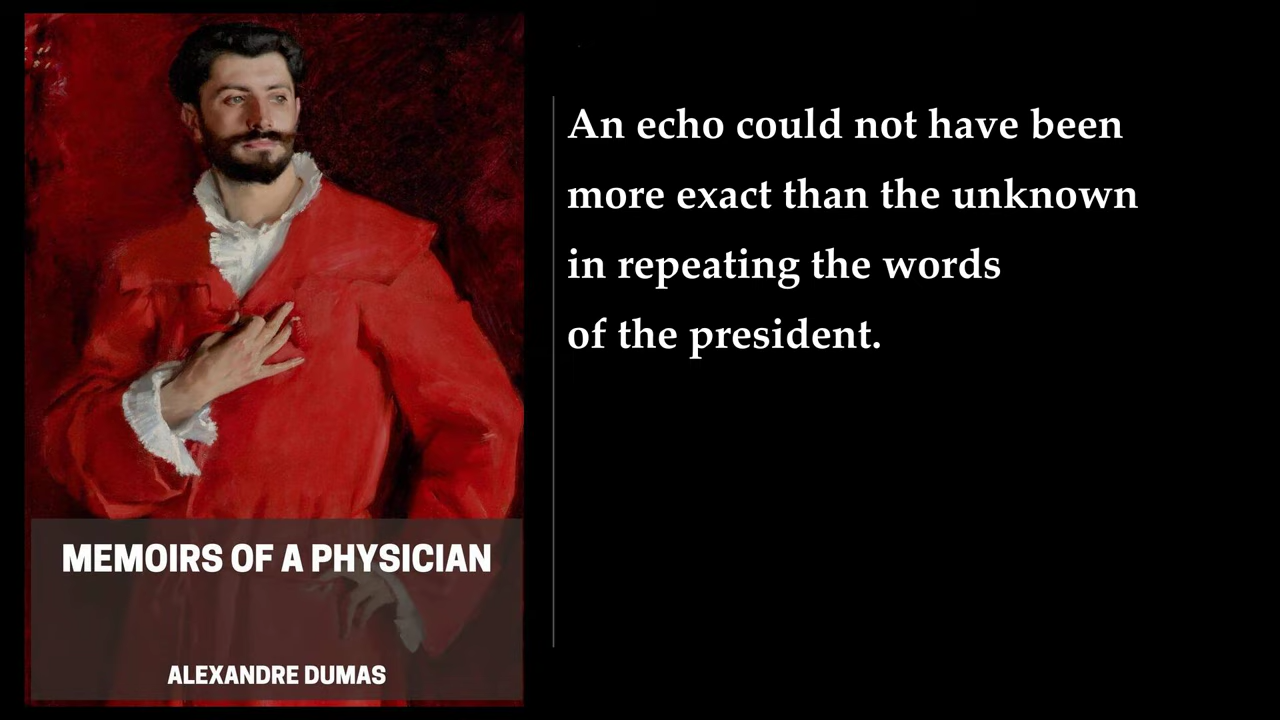 MEMOIRS OF A PHYSICIAN
ALEXANDRE DUMAS
An echo could not have been
more exact than the unknown
in repeating the words
of the president.